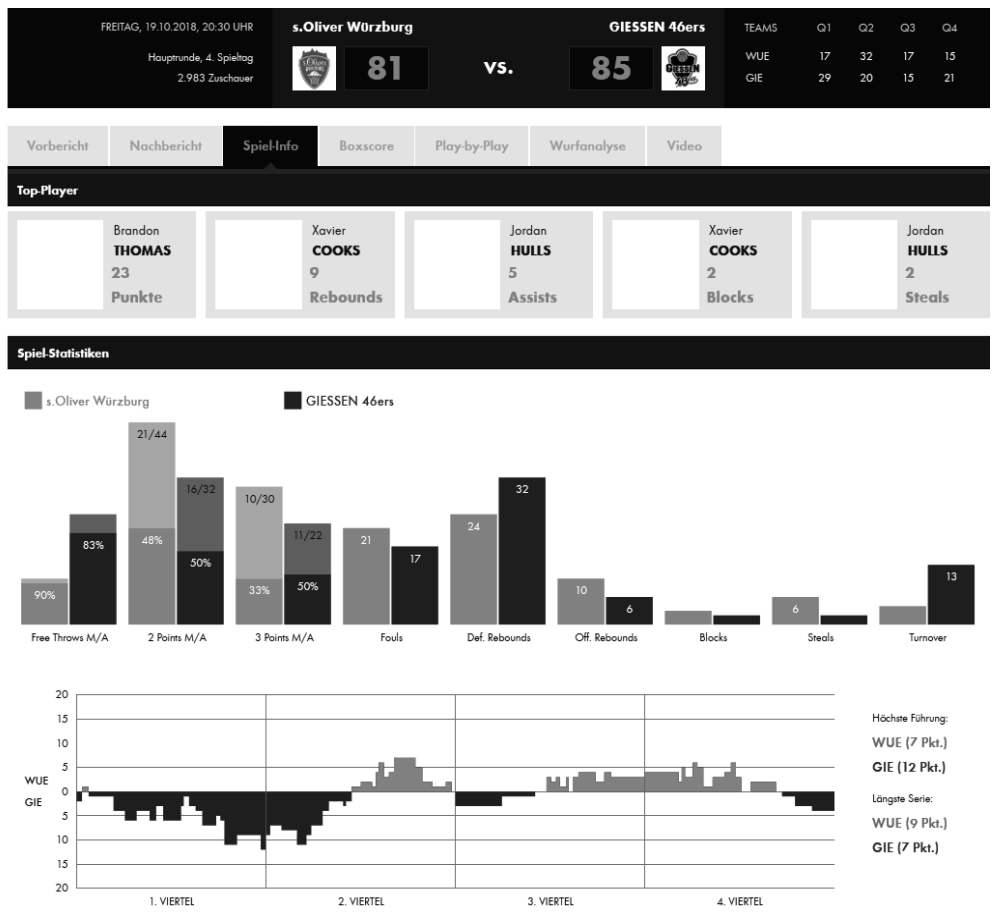 FREITAG, 19.10.2018, 20:30 UHR
Hauptrunde, 4. Spieltag
2.983 Zuschauer
s.Oliver Würzburg
GIESSEN 46ers
81 vs. 85
GIESSEN
46ers
TEAMS Q1 Q2 Q3 Q4
WUE 17 32 17 15
GIE 29 20 15 21
Vorbericht Nachbericht Spiel-Info Boxscore Play-by-Play Wurfanalyse Video
Top-Player
Brandon
THOMAS
23
Punkte
Xavier
COOKS
9
Rebounds
Jordan
HULLS
5
Assists
Xavier
COOKS
2
Blocks
Jordan
HULLS
2
Steals
Spiel-Statistiken
s.Oliver Würzburg GIESSEN 46ers
90% 83%
21/44 48% 16/32 50%
10/30 33% 11/22 50%
21 17
24 32
10 6
6
13
Free Throws M/A 2 Points M/A 3 Points M/A Fouls Def. Rebounds Off. Rebounds Blocks Steals Turnover
20
15
10
5
WUE
0
GIE
5
10
15
20
1. VIERTEL 2. VIERTEL 3. VIERTEL 4. VIERTEL
Höchste Führung:
WUE (7 Pkt.)
GIE (12 Pkt.)
Längste Serie:
WUE (9 Pkt.)
GIE (7 Pkt.)